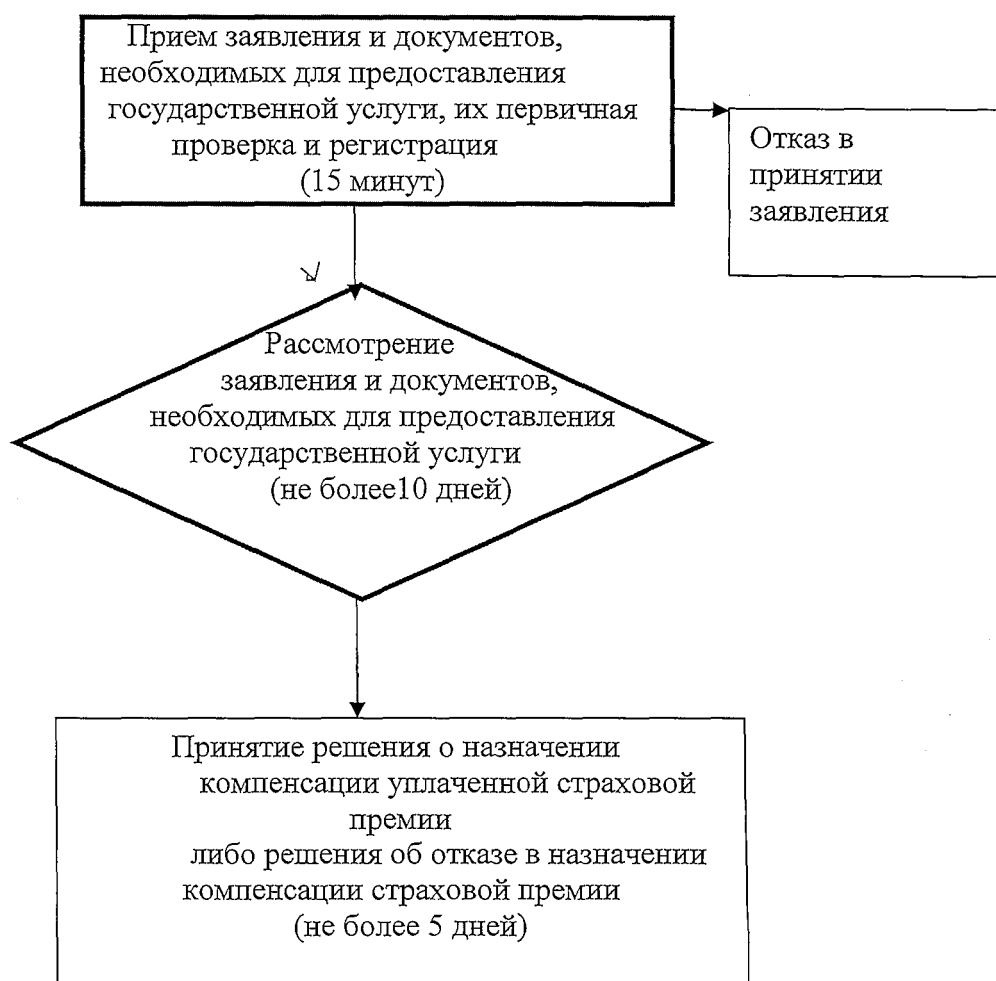 Прием заявления и документов,
необходимых для предоставления
государственной услуги, их первичная
проверка и регистрация
(15 минут)
Отказ в
принятии
заявления
Рассмотрение
заявления и документов,
необходимых для предоставления
государственной услуги
(не более10 дней)
Принятие решения о назначении
компенсации уплаченной страховой
премии
либо решения об отказе в назначении
компенсации страховой премии
(не более 5 дней)